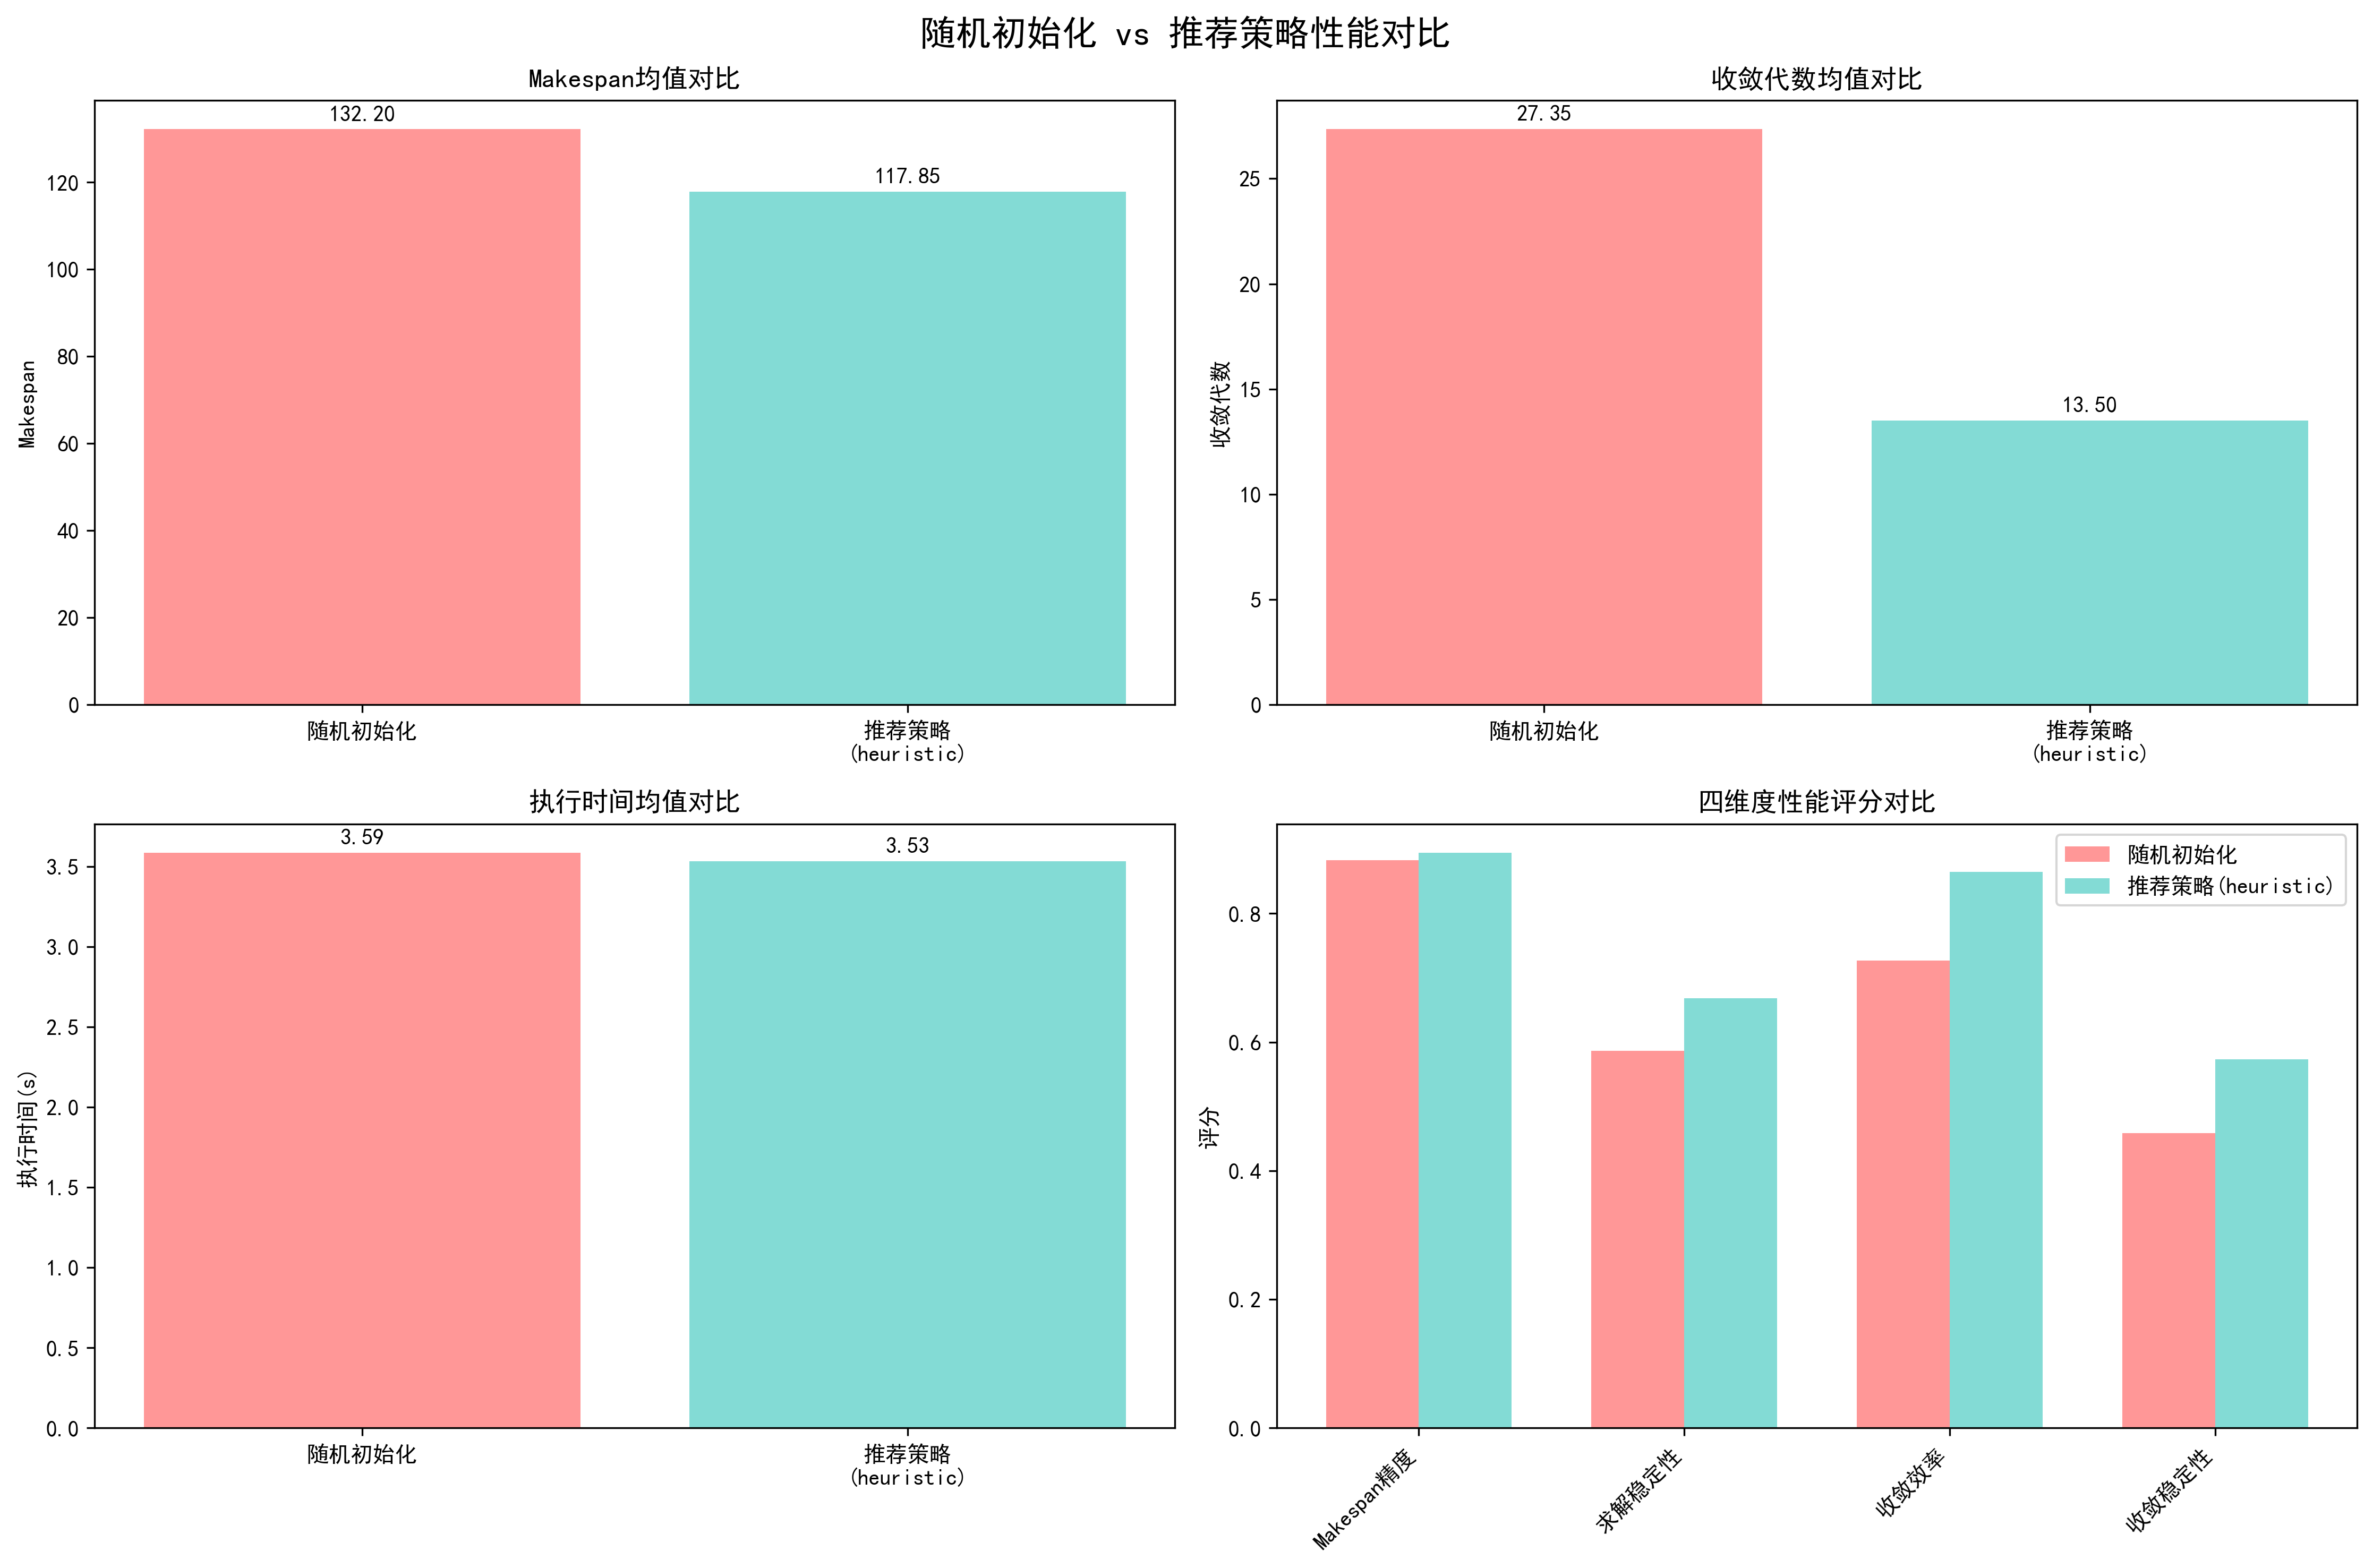 随机初始化 vs 推荐策略性能对比
Makespan均值对比
132.20
117.85
120
100
80
60
40
20
0
Makespan
随机初始化
推荐策略
(heuristic)
收敛代数均值对比
27.35
13.50
25
20
15
10
5
0
收敛代数
随机初始化
推荐策略
(heuristic)
执行时间均值对比
3.59
3.53
3.5
3.0
2.5
2.0
1.5
1.0
0.5
0.0
执行时间(s)
随机初始化
推荐策略
(heuristic)
四维度性能评分对比
随机初始化
推荐策略(heuristic)
0.8
0.6
0.4
0.2
0.0
评分
Makespan精度
求解稳定性
收敛效率
收敛稳定性